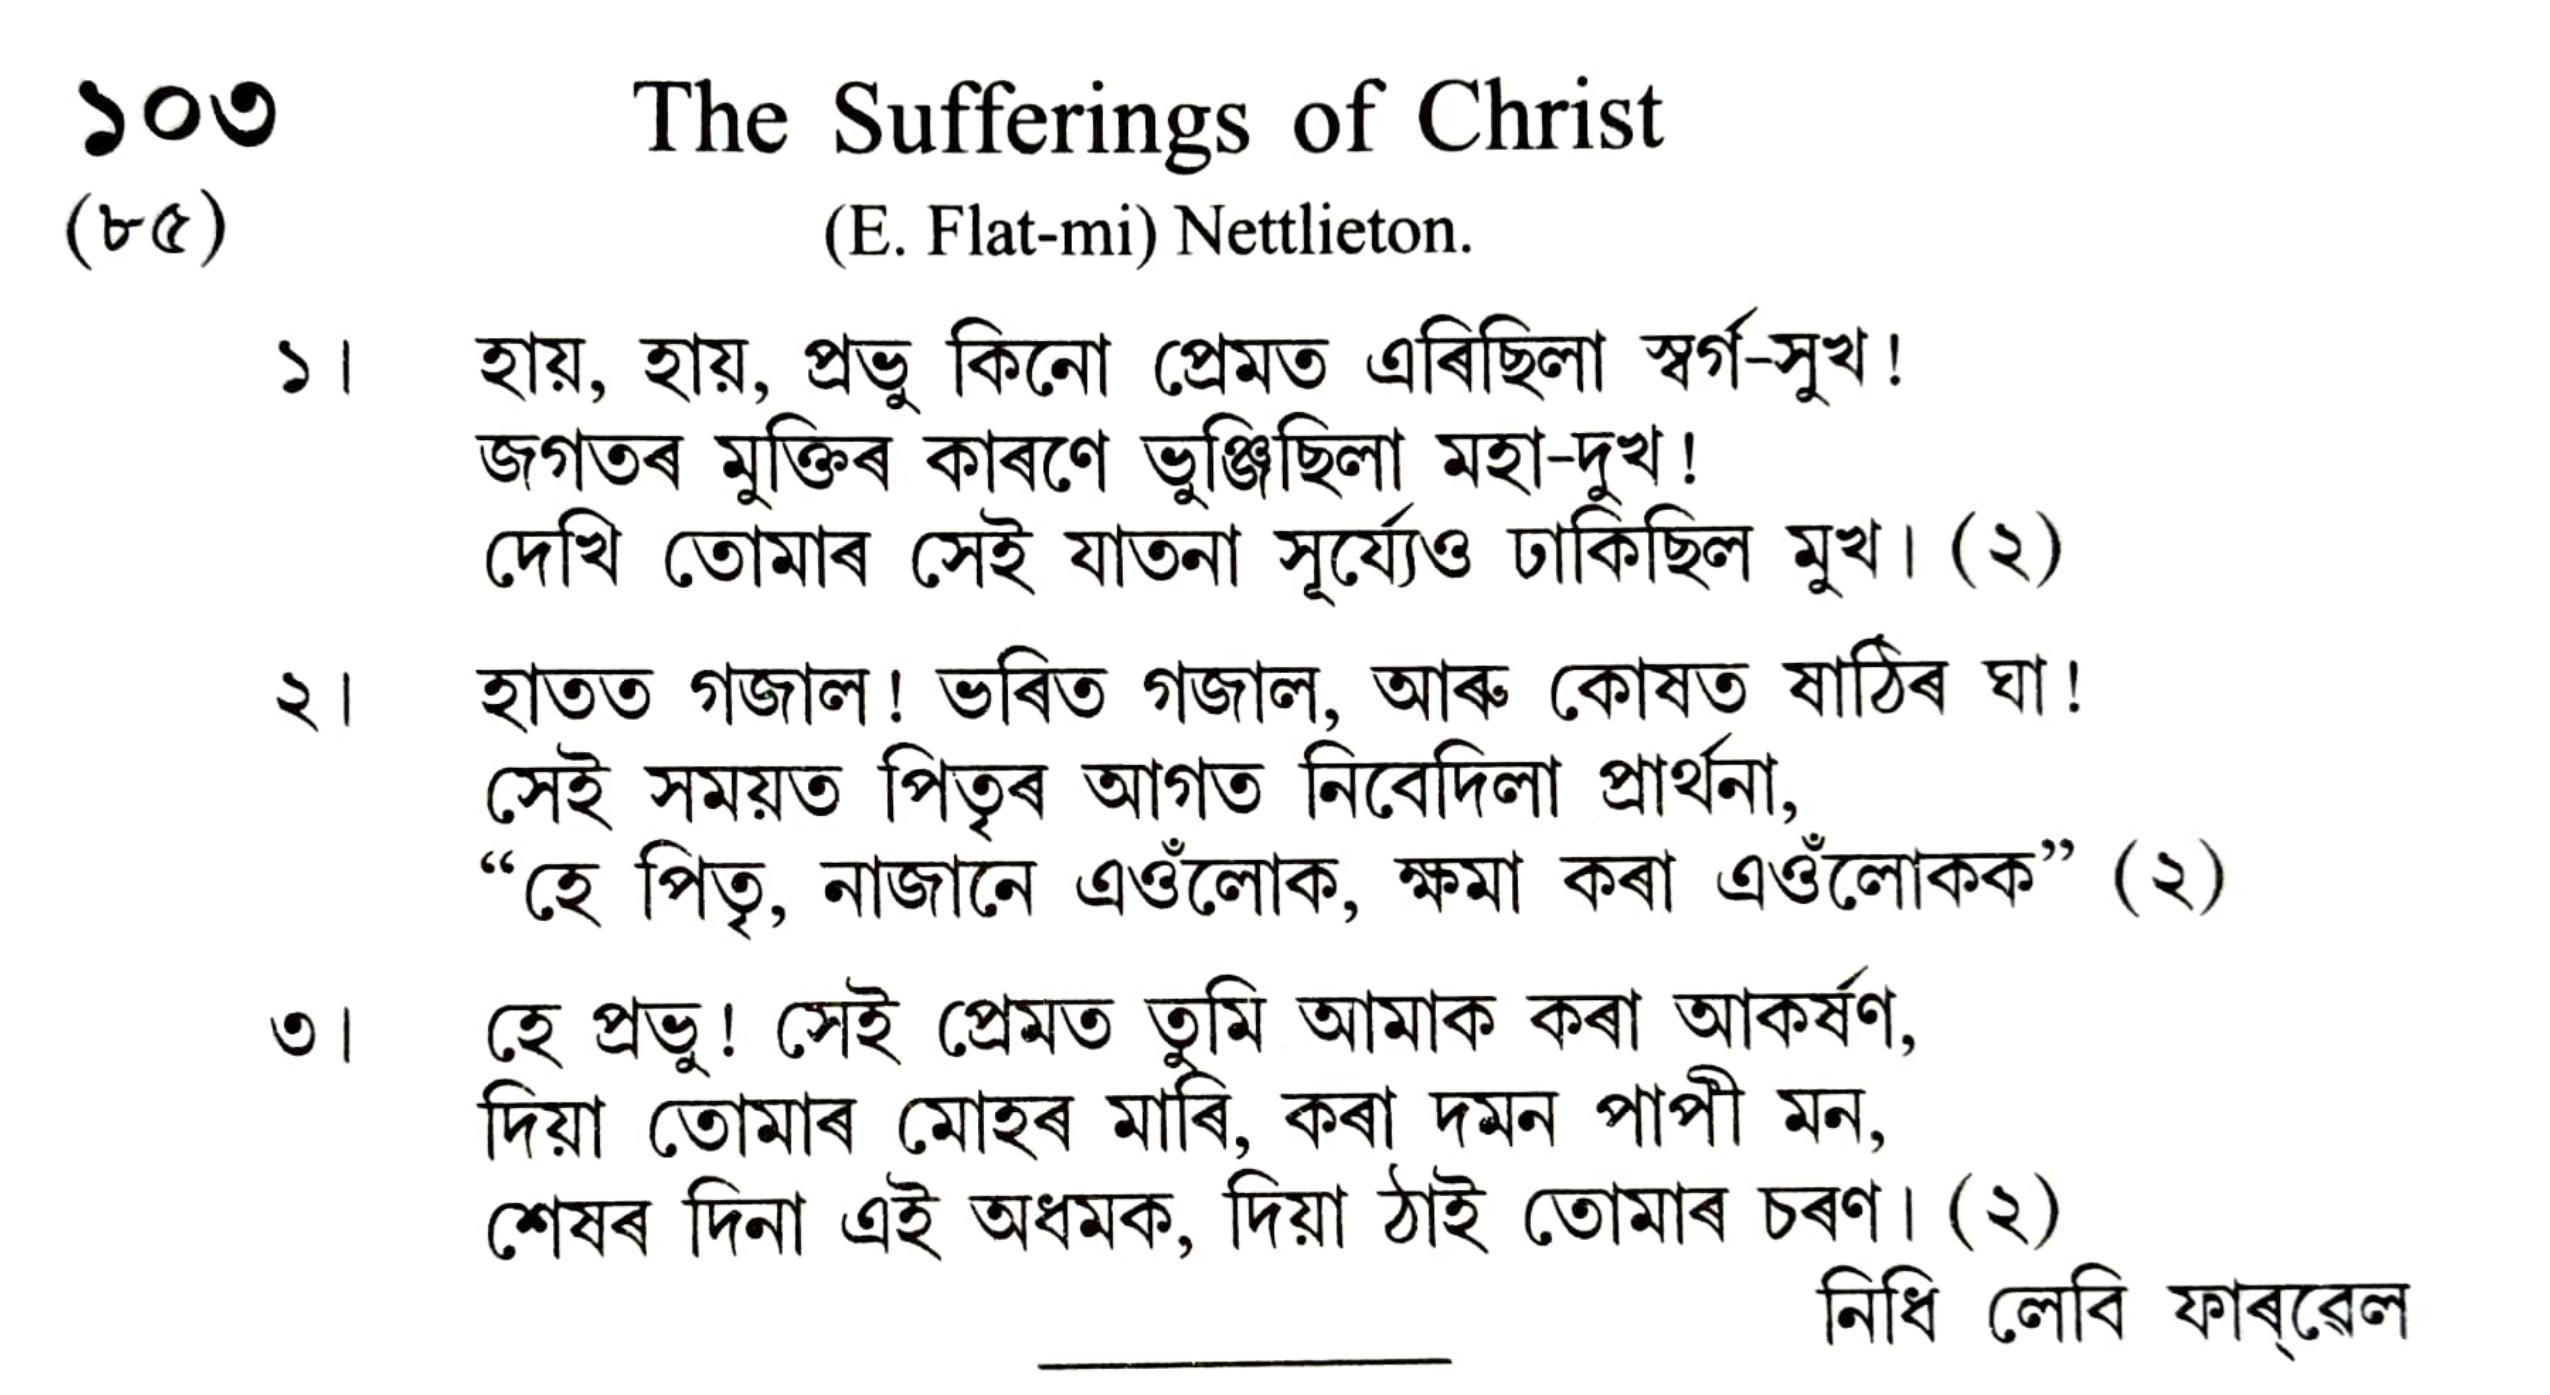 ১০৩ The Sufferings of Christ
(৮৫) (E. Flat-mi) Nettlieton.
১। হায়, হায়, প্ৰভু কিনো প্ৰেমত এৰিছিলা স্বৰ্গ-সুখ!
জগতৰ মুক্তিৰ কাৰণে ভুঞ্জিছিলা মহা-দুখ!
দেখি তোমাৰ সেই যাতনা সূৰ্য্যেও ঢাকিছিল মুখ। (২)
২। হাতত গজাল! ভৰিত গজাল, আৰু কোষত ষাঠিৰ ঘা!
সেই সময়ত পিতৃৰ আগত নিবেদিলা প্ৰাৰ্থনা,
“হে পিতৃ, নাজানে এওঁলোক, ক্ষমা কৰা এওঁলোকক” (২)
৩। হে প্ৰভু! সেই প্ৰেমত তুমি আমাক কৰা আকৰ্ষণ,
দিয়া তোমাৰ মোহৰ মাৰি, কৰা দমন পাপী মন,
শেষৰ দিনা এই অধমক, দিয়া ঠাই তোমাৰ চৰণ। (২)
নিধি লেবি ফাৰ্‌ৱেল